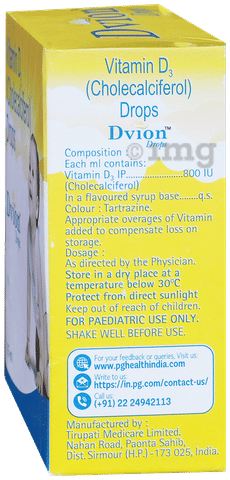 Vitamin D3
(Cholecalciferol)
Drops
Dvion™
Drops
Composition
Each ml contains:
Vitamin D3 IP..................800 IU
(Cholecalciferol)
In a flavoured syrup base.......q.s.
Colour : Tartrazine.
Appropriate overages of Vitamin
added to compensate loss on
storage.
Dosage :
As directed by the Physician.
Store in a dry place at a
temperature below 30°C
Protect from direct sunlight
Keep out of reach of children.
FOR PAEDIATRIC USE ONLY.
SHAKE WELL BEFORE USE.
For your feedback or queries, Visit us:
www.pghealthindia.com
Write to us:
https://in.pg.com/contact-us/
Call us:
(+91) 22 24942113
Manufactured by :
Tirupati Medicare Limited.
Nahan Road, Paonta Sahib,
Dist. Sirmour (H.P.)-173 025, India.
Dvion